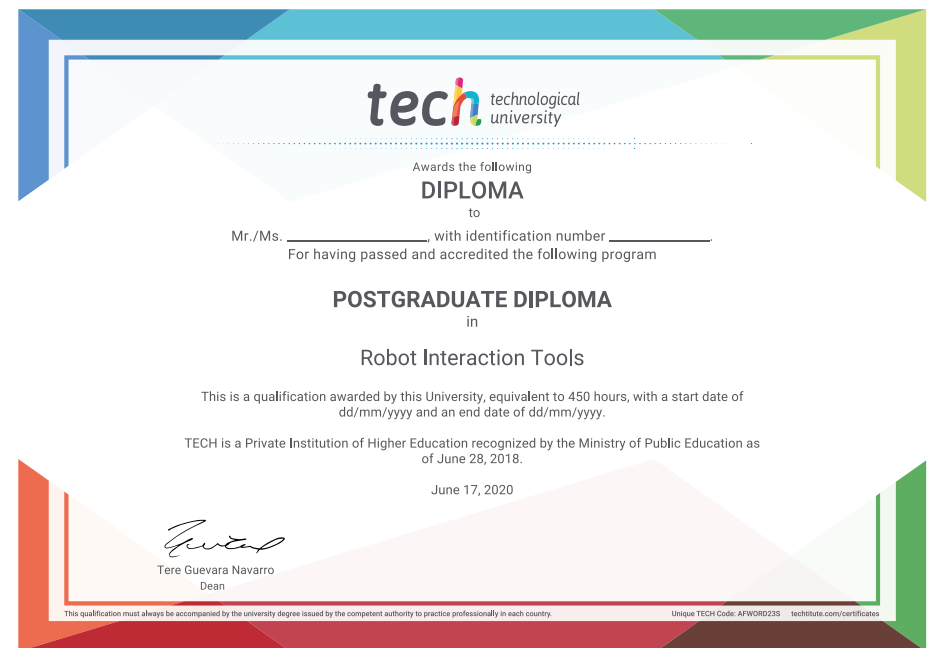 tech technological
university
Awards the following
DIPLOMA
to
Mr./Ms. ____________, with identification number ____________.
For having passed and accredited the following program
POSTGRADUATE DIPLOMA
in
Robot Interaction Tools
This is a qualification awarded by this University, equivalent to 450 hours, with a start date of
dd/mm/yyyy and an end date of dd/mm/yyyy.
TECH is a Private Institution of Higher Education recognized by the Ministry of Public Education as
of June 28, 2018.
June 17, 2020
Tere Guevara Navarro
Dean
This qualification must always be accompanied by the university degree issued by the competent authority to practice professionally in each country. Unique TECH Code: AFWORD23S techtitute.com/certificates